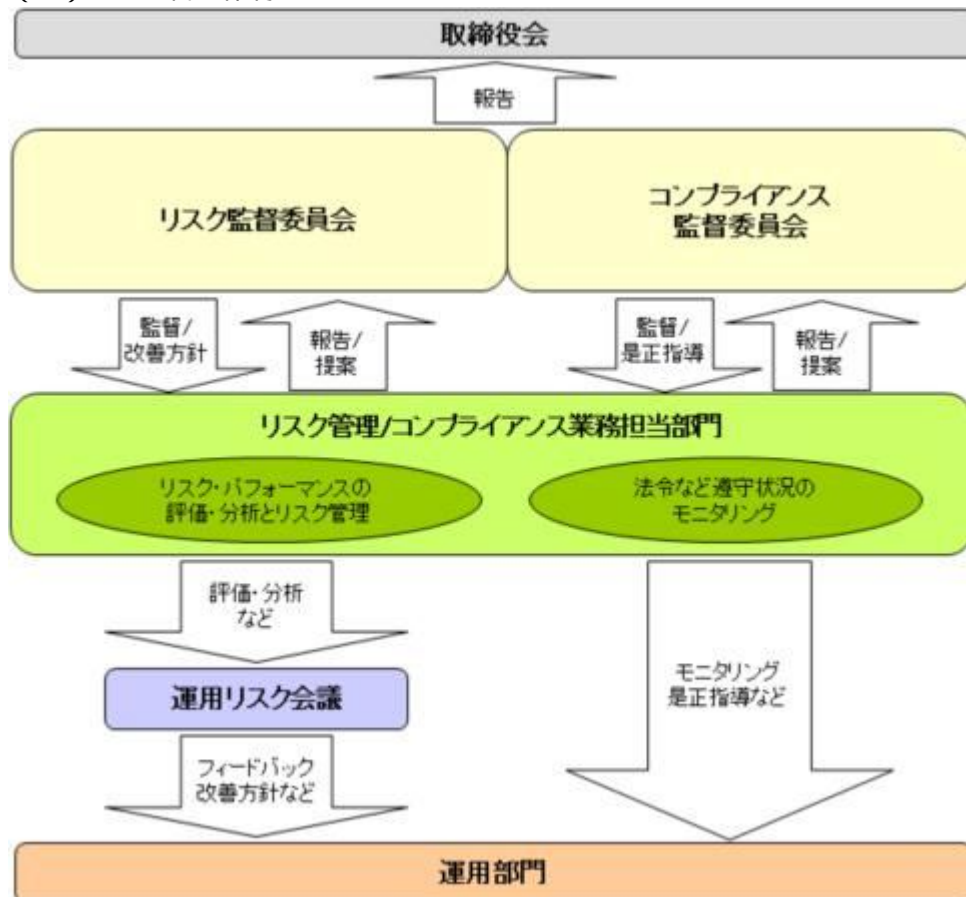 取締役会
報告
リスク監督委員会
コンプライアンス
監督委員会
監督/
改善方針
報告/
提案
監督/
是正指導
報告/
提案
リスク管理/コンプライアンス業務担当部門
リスク・パフォーマンスの
評価・分析とリスク管理
法令など遵守状況の
モニタリング
評価・分析
など
運用リスク会議
モニタリング
是正指導など
フィードバック
改善方針など
運用部門